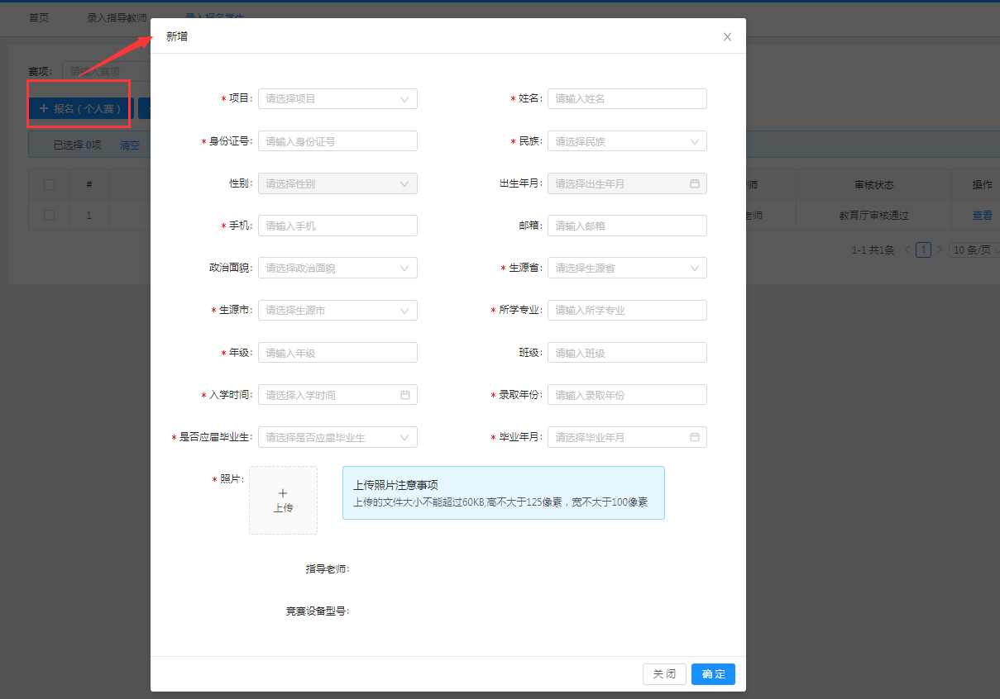 首页 录入指导教师 录入报名学生
新增
赛项: 请输入赛项
+ 报名 ( 个人赛 )
已选择 0项 清空
#
师 审核状态 操作
1 老师 教育厅审核通过 查看
1-1 共1条 < 1 > 10 条/页
* 项目: 请选择项目 * 姓名: 请输入姓名
* 身份证号: 请输入身份证号 * 民族: 请选择民族
性别: 请选择性别 出生年月: 请选择出生年月
* 手机: 请输入手机 邮箱: 请输入邮箱
政治面貌: 请选择政治面貌 * 生源省: 请选择生源省
* 生源市: 请选择生源市 * 所学专业: 请输入所学专业
* 年级: 请输入年级 班级: 请输入班级
* 入学时间: 请选择入学时间 * 录取年份: 请输入录取年份
* 是否应届毕业生: 请选择是否应届毕业生 * 毕业年月: 请选择毕业年月
* 照片: + 上传
上传照片注意事项
上传的文件大小不能超过60KB,高不大于125像素，宽不大于100像素
指导老师:
竞赛设备型号:
关 闭 确 定